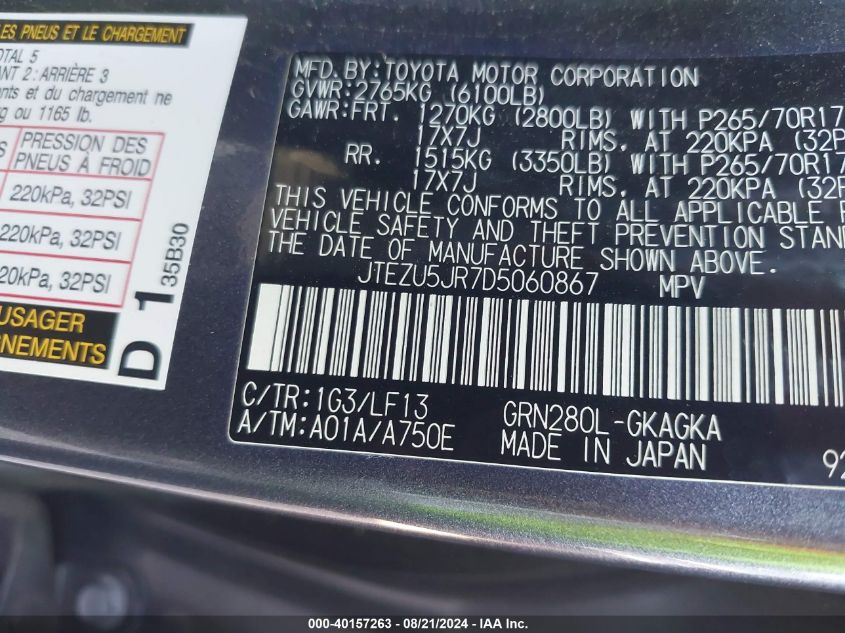 LES PNEUS ET LE CHARGEMENT
TOTAL 5
ANT 2 : ARRIÈRE 3
ents et du chargement ne
kg ou 1165 lb.
PRESSION DES
PNEUS À FROID
220kPa, 32PSI
220kPa, 32PSI
20kPa, 32PSI
USAGER
GNEMENTS
D 1
35B30
MFD.BY:TOYOTA MOTOR CORPORATION
GVWR:2765KG (6100LB)
GAWR:FRT. 1270KG (2800LB) WITH P265/70R17
17X7J RIMS. AT 220KPA (32P
RR. 1515KG (3350LB) WITH P265/70R17
17X7J RIMS. AT 220KPA (32P
THIS VEHICLE CONFORMS TO ALL APPLICABLE F
VEHICLE SAFETY AND THEFT PREVENTION STAN
THE DATE OF MANUFACTURE SHOWN ABOVE.
JTEZU5JR7D5060867 MPV
C/TR:1G3/LF13 GRN280L-GKAGKA
A/TM:A01A/A750E MADE IN JAPAN
92
000-40157263 - 08/21/2024 - IAA Inc.